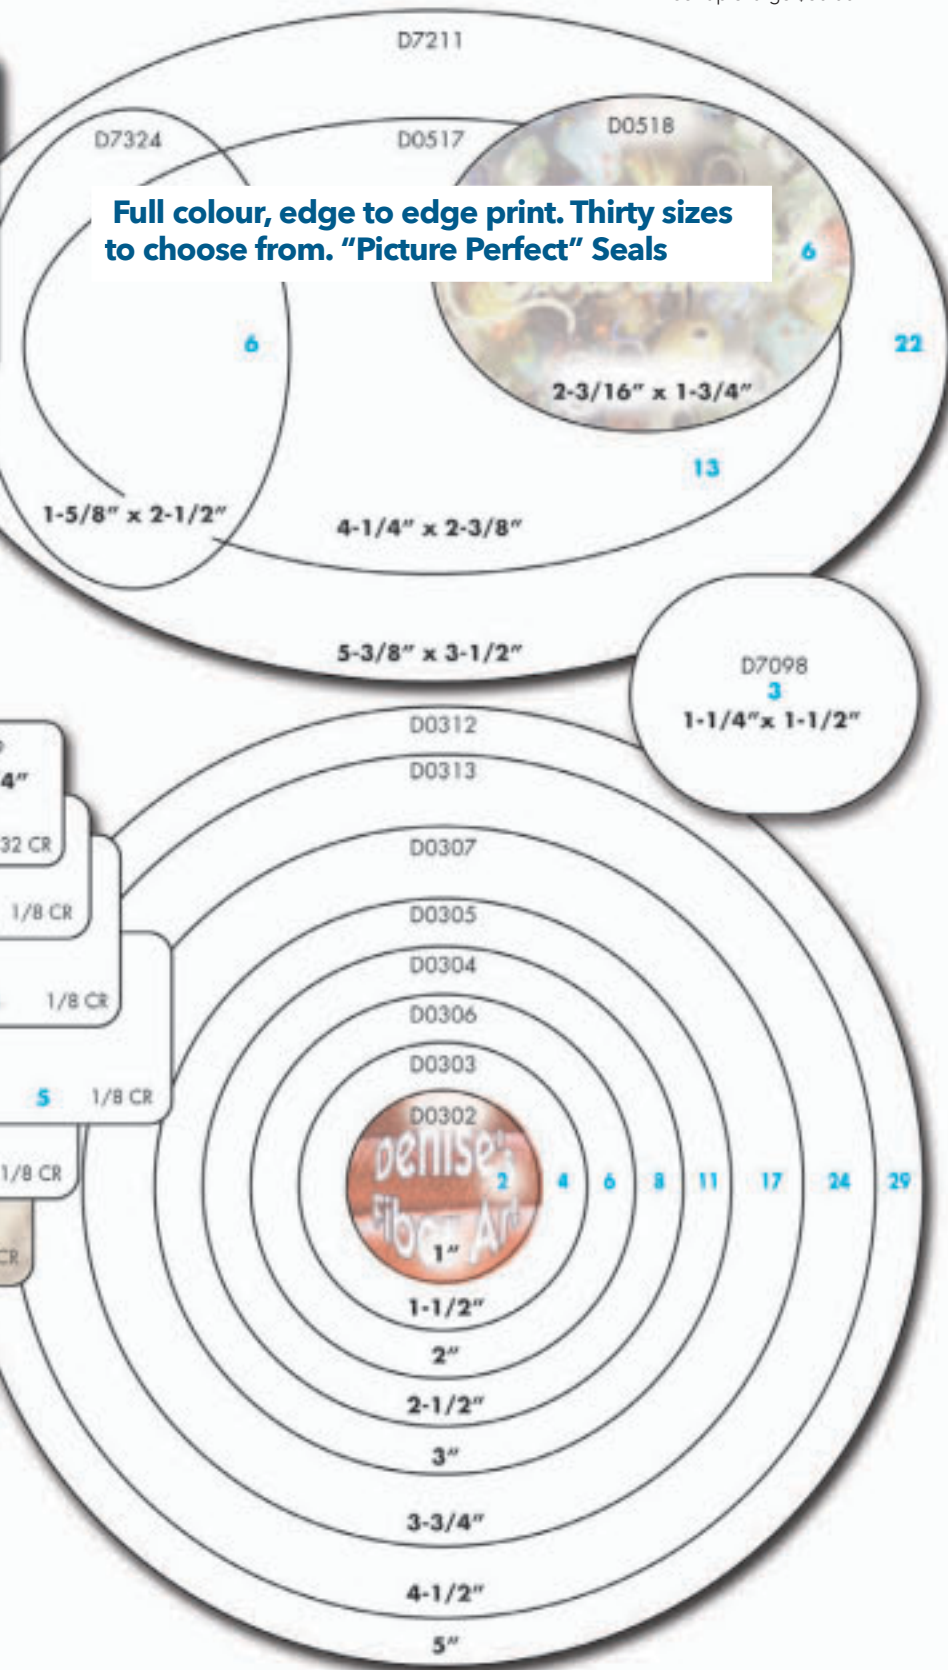 D7211
D7324
D0517
D0518
Full colour, edge to edge print. Thirty sizes
to choose from. “Picture Perfect” Seals
6
6
22
2-3/16” x 1-3/4”
13
1-5/8” x 2-1/2”
4-1/4” x 2-3/8”
5-3/8” x 3-1/2”
D7098
3
1-1/4”x 1-1/2”
D0312
4”
D0313
32 CR
D0307
1/8 CR
D0305
D0304
1/8 CR
D0306
D0303
5 1/8 CR
D0302
Denise's
1/8 CR
2 4 6 8 11 17 24 29
Fiber Art
1”
CR
1-1/2”
2”
2-1/2”
3”
3-3/4”
4-1/2”
5”